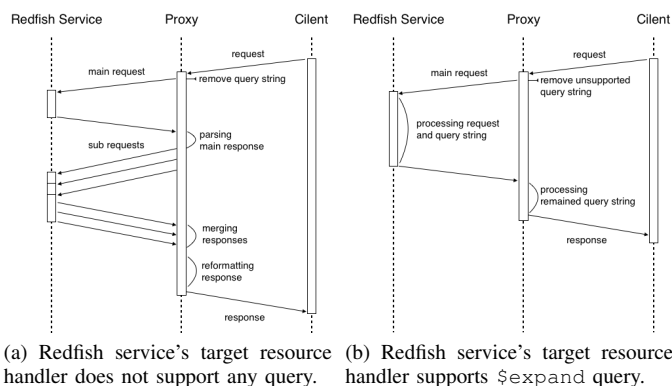 Redfish Service Proxy Cilent
request
main request
remove query string
parsing
main response
sub requests
merging
responses
reformatting
response
response
(a) Redfish service's target resource
handler does not support any query.
Redfish Service Proxy Cilent
request
main request
remove unsupported
query string
processing request
and query string
processing
remained query string
response
(b) Redfish service's target resource
handler supports $expand query.